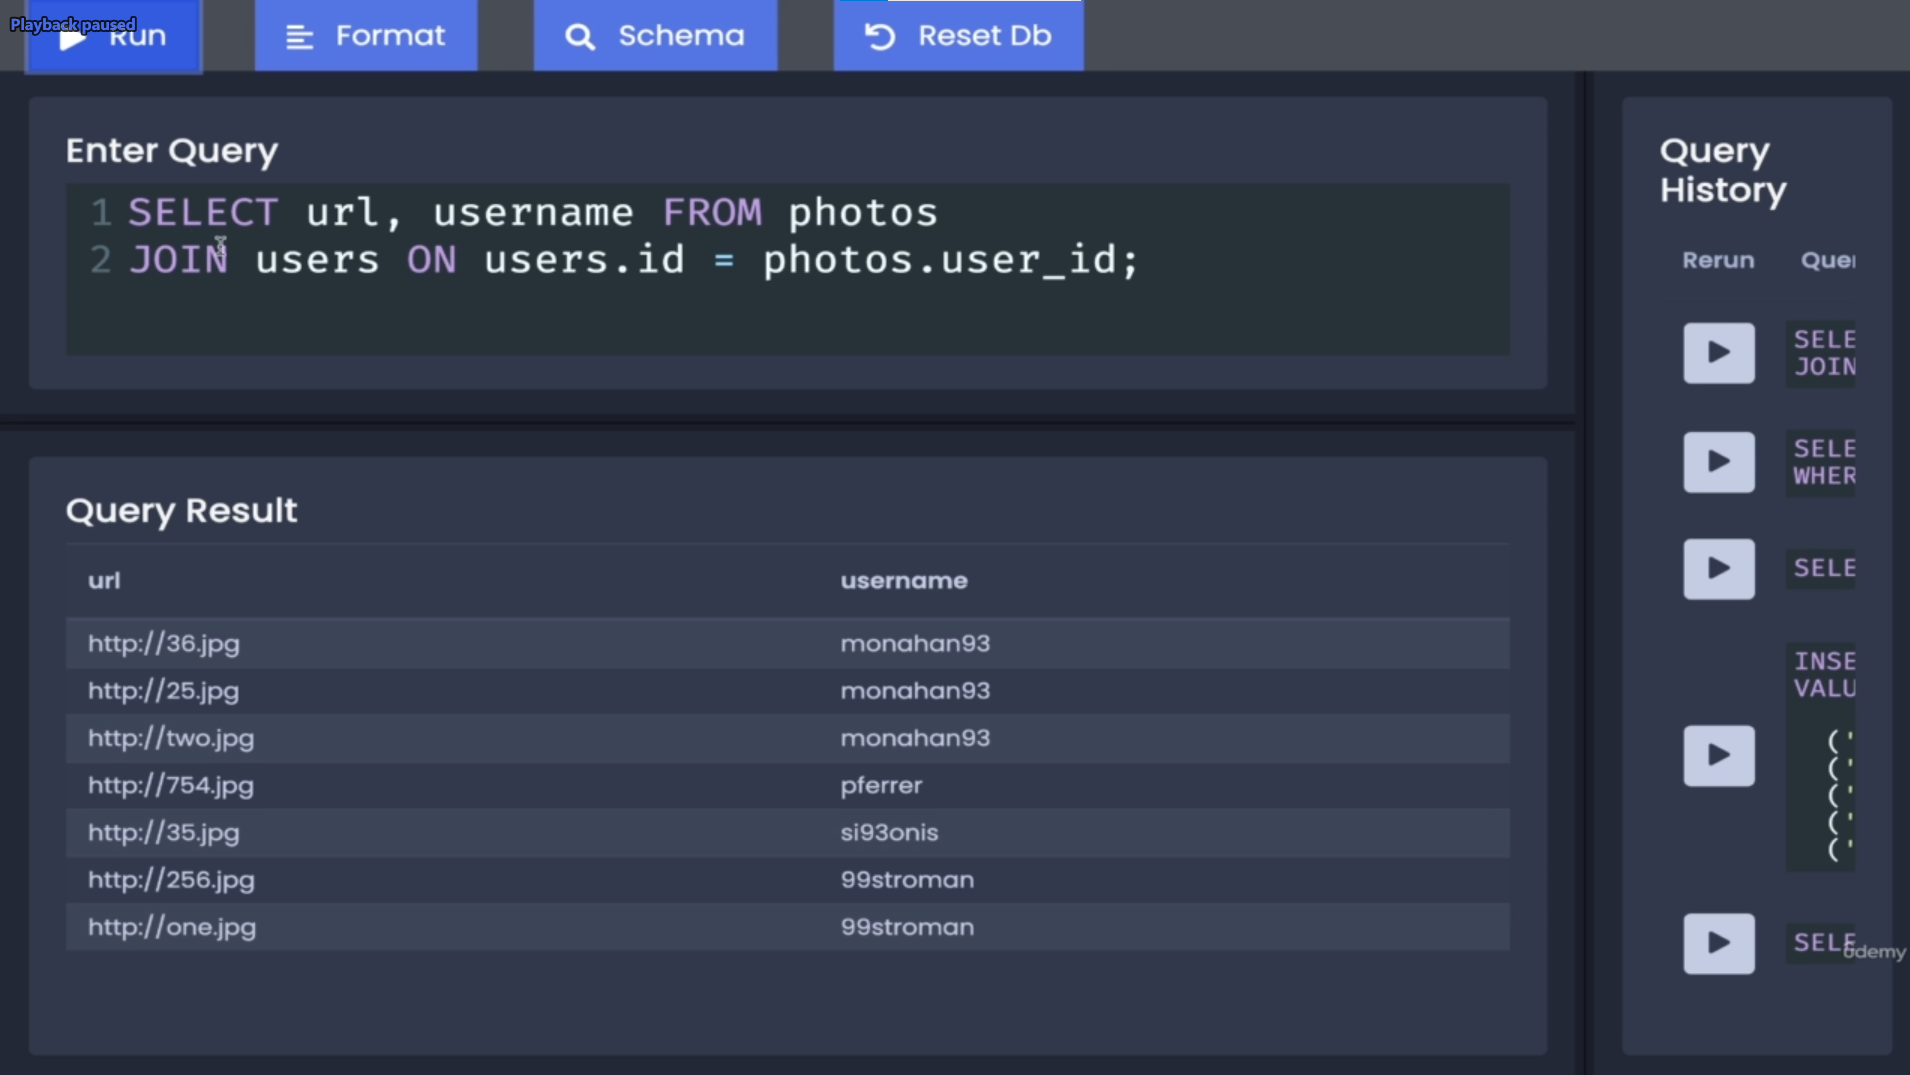 Playback paused
Run
Format
Schema
Reset Db
Enter Query
1 SELECT url, username FROM photos
2 JOIN users ON users.id = photos.user_id;
Query Result
url username
http://36.jpg monahan93
http://25.jpg monahan93
http://two.jpg monahan93
http://754.jpg pferrer
http://35.jpg si93onis
http://256.jpg 99stroman
http://one.jpg 99stroman
Query
History
Rerun Quer
SELE
JOIN
SELE
WHER
SELE
INSE
VALU
('
('
('
('
('
SELE
ûdemy